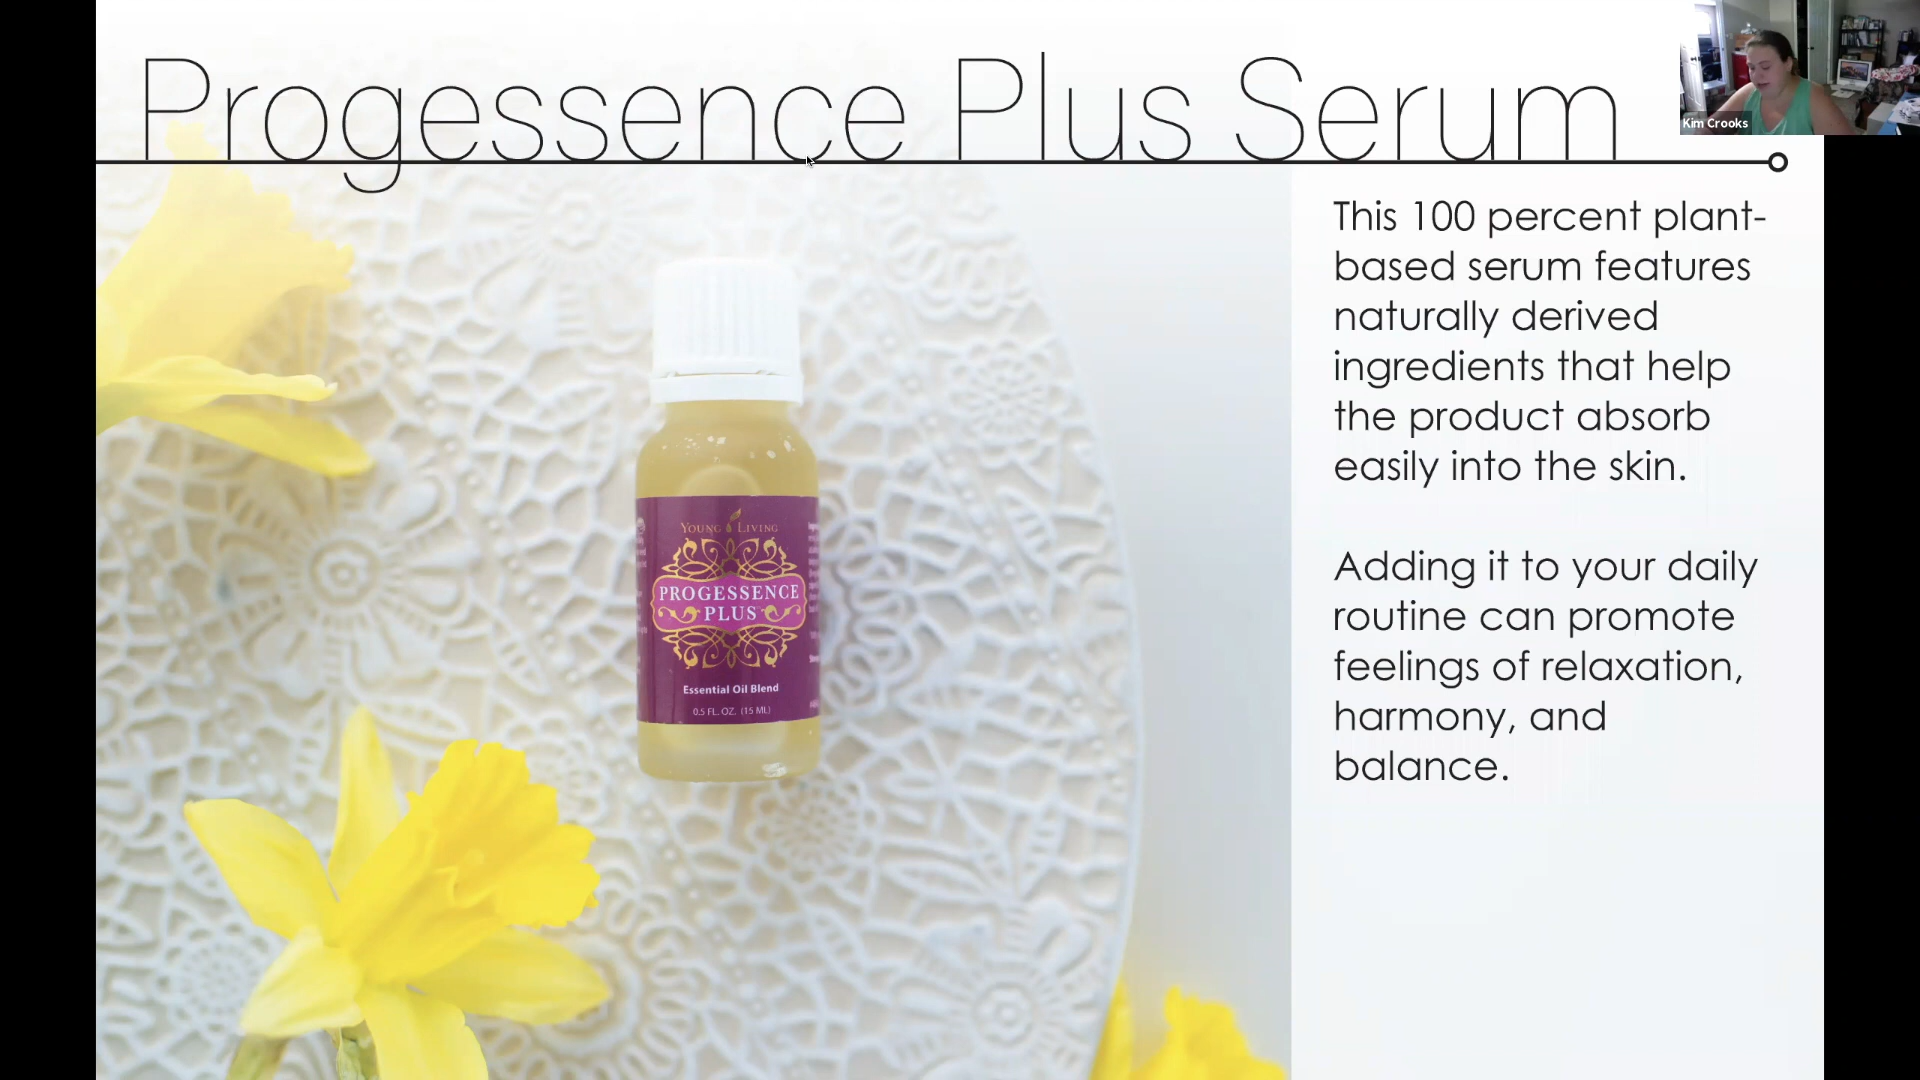 Progessence Plus Serum
Kim Crooks
This 100 percent plant-
based serum features
naturally derived
ingredients that help
the product absorb
easily into the skin.
Adding it to your daily
routine can promote
feelings of relaxation,
harmony, and
balance.
YOUNG LIVING
PROGESSENCE
PLUS
Essential Oil Blend
0.5 FL. OZ. (15 ML)